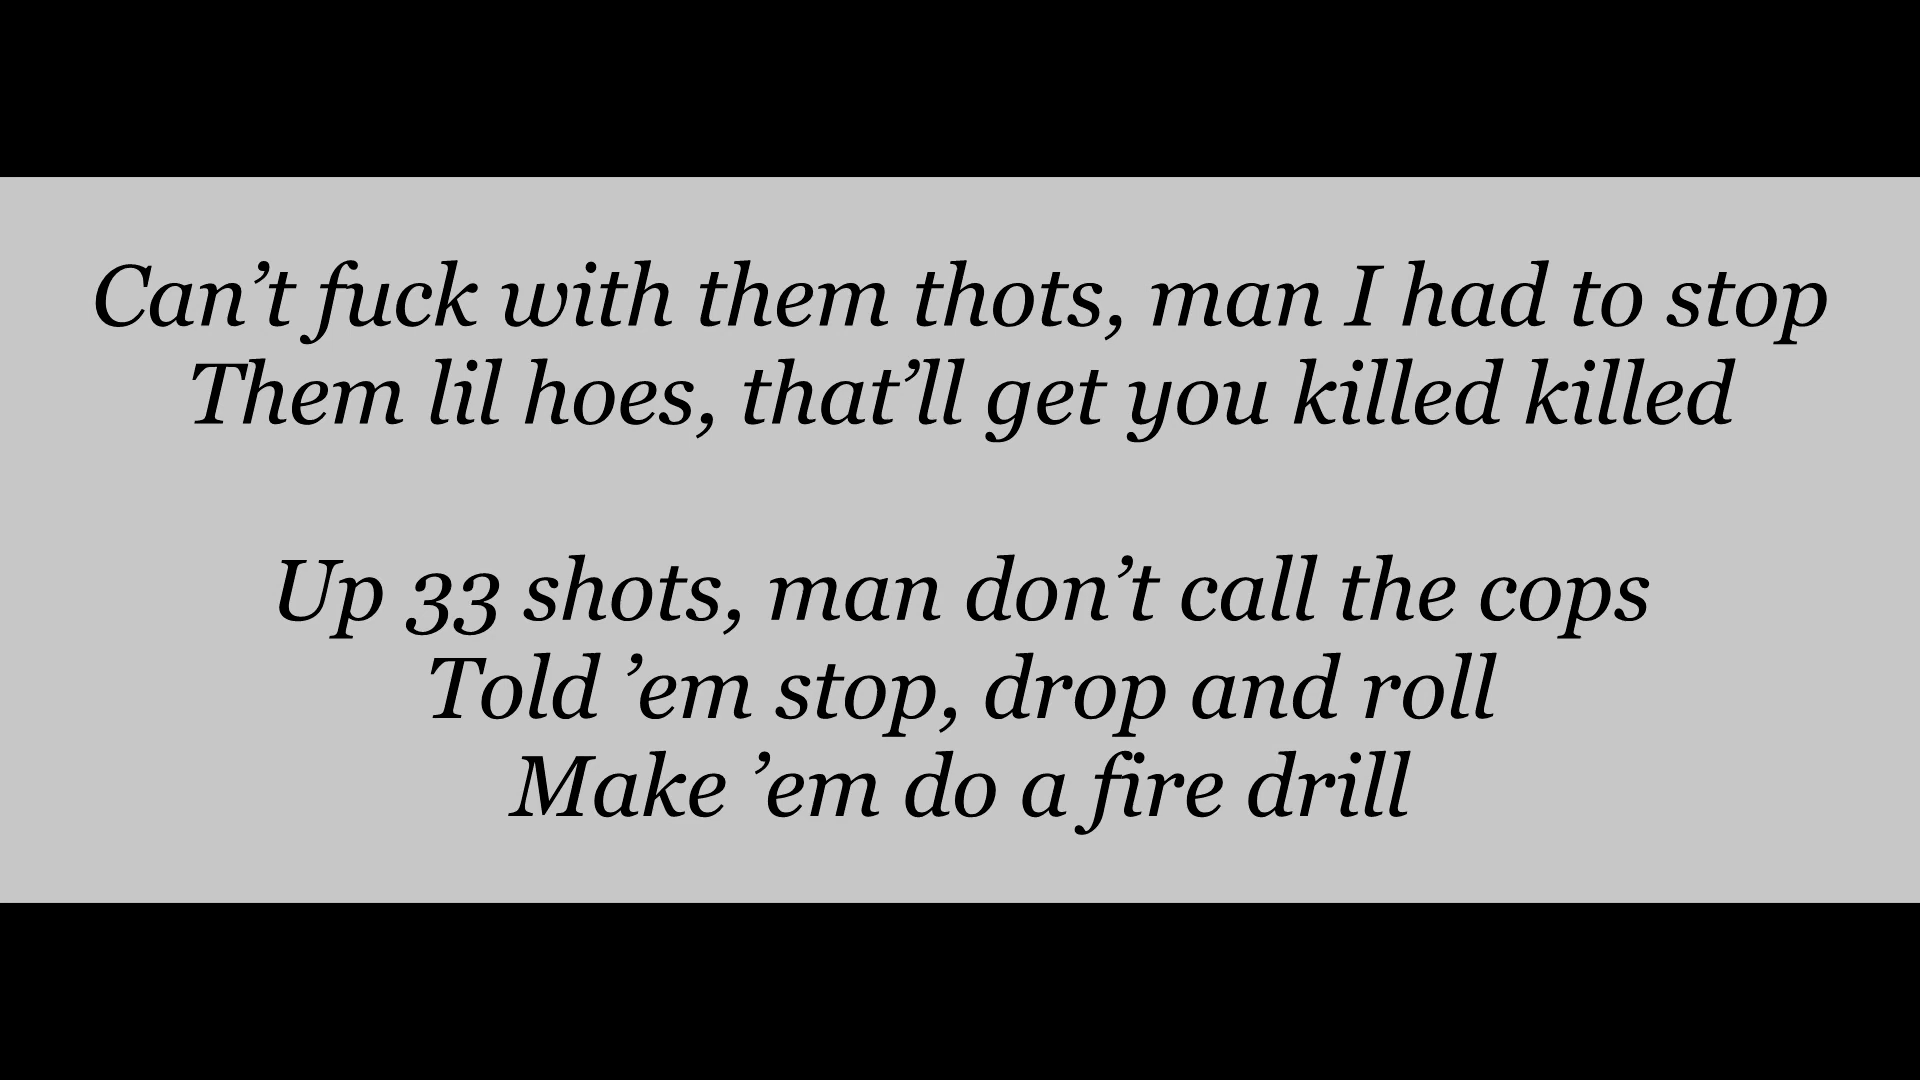 Can’t fuck with them thots, man I had to stop
Them lil hoes, that’ll get you killed killed
Up 33 shots, man don’t call the cops
Told ’em stop, drop and roll
Make ’em do a fire drill